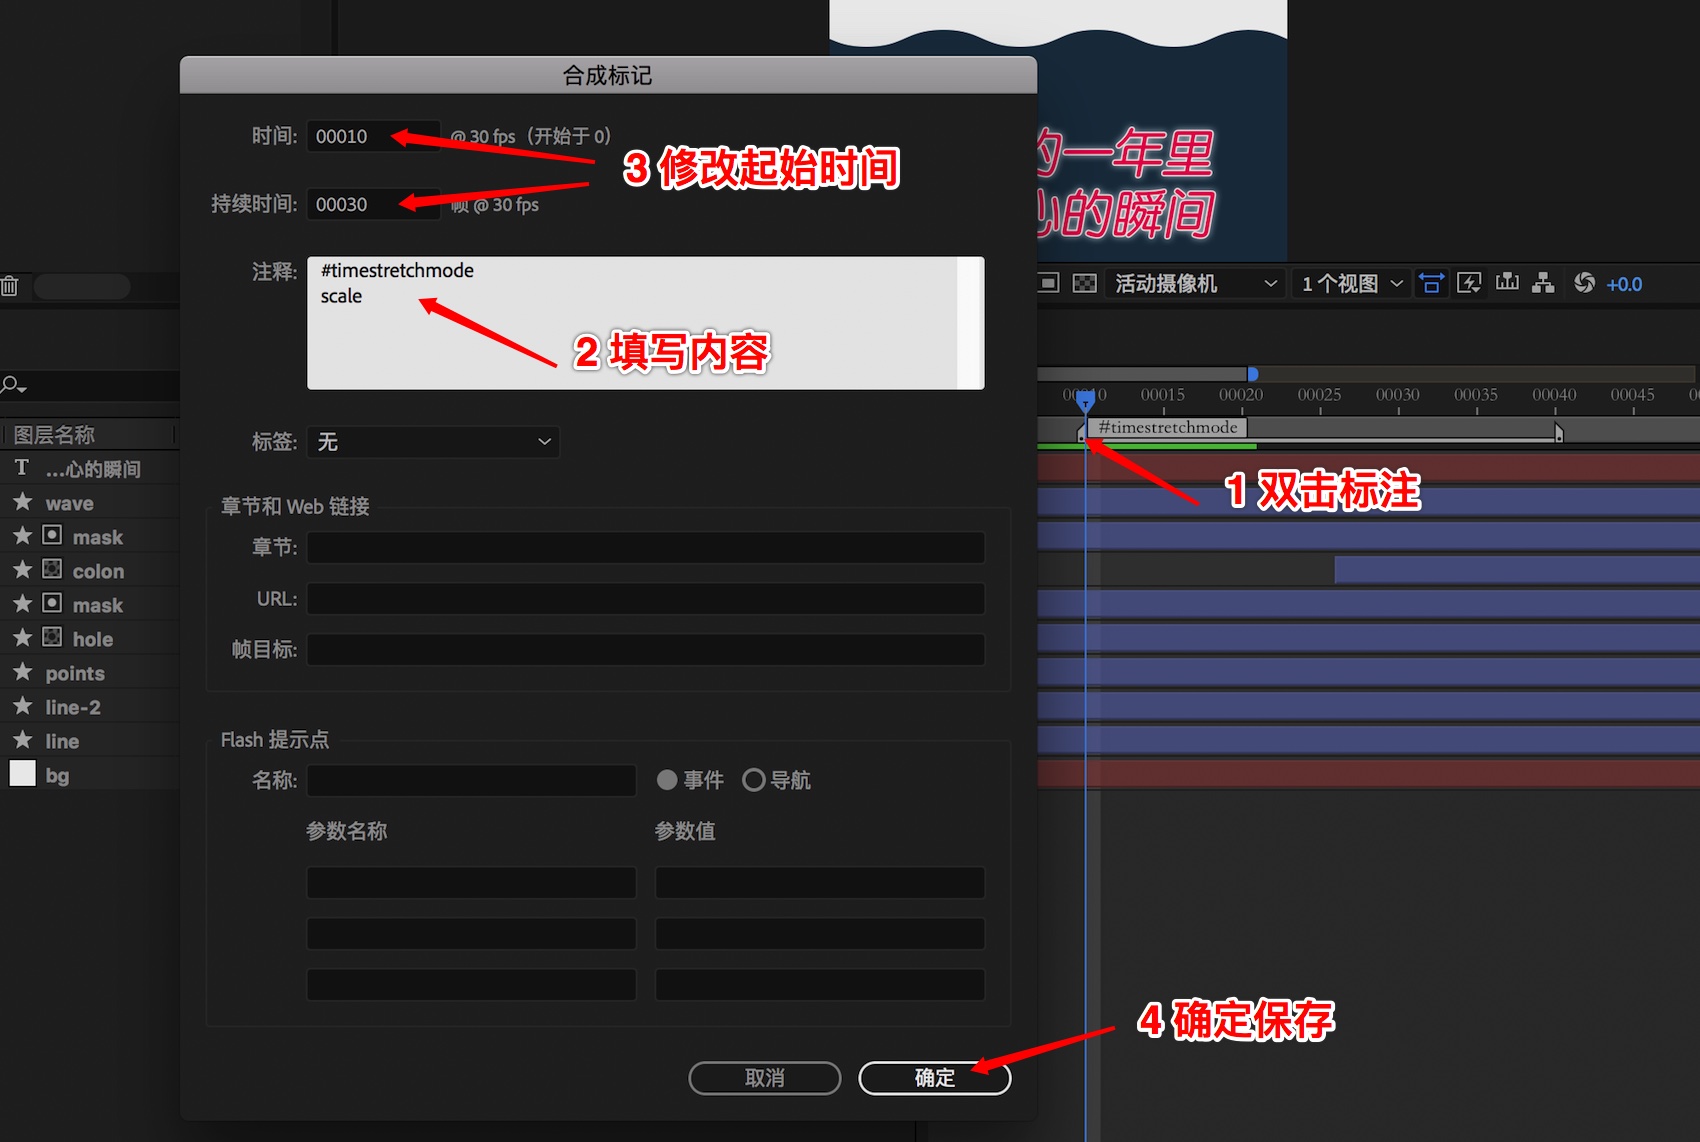 合成标记
时间: 00010 @ 30 fps（开始于 0）
3 修改起始时间
持续时间: 00030 帧 @ 30 fps
注释: #timestretchmode
scale
2 填写内容
标签: 无
章节和 Web 链接
章节:
URL:
帧目标:
Flash 提示点
名称: 事件 导航
参数名称 参数值
取消 确定
4 确定保存
的一年里
心的瞬间
活动摄像机 1 个视图 +0.0
00015 00020 00025 00030 00035 00040 00045
#timestretchmode
1 双击标注
图层名称
T ...心的瞬间
wave
mask
colon
mask
hole
points
line-2
line
bg